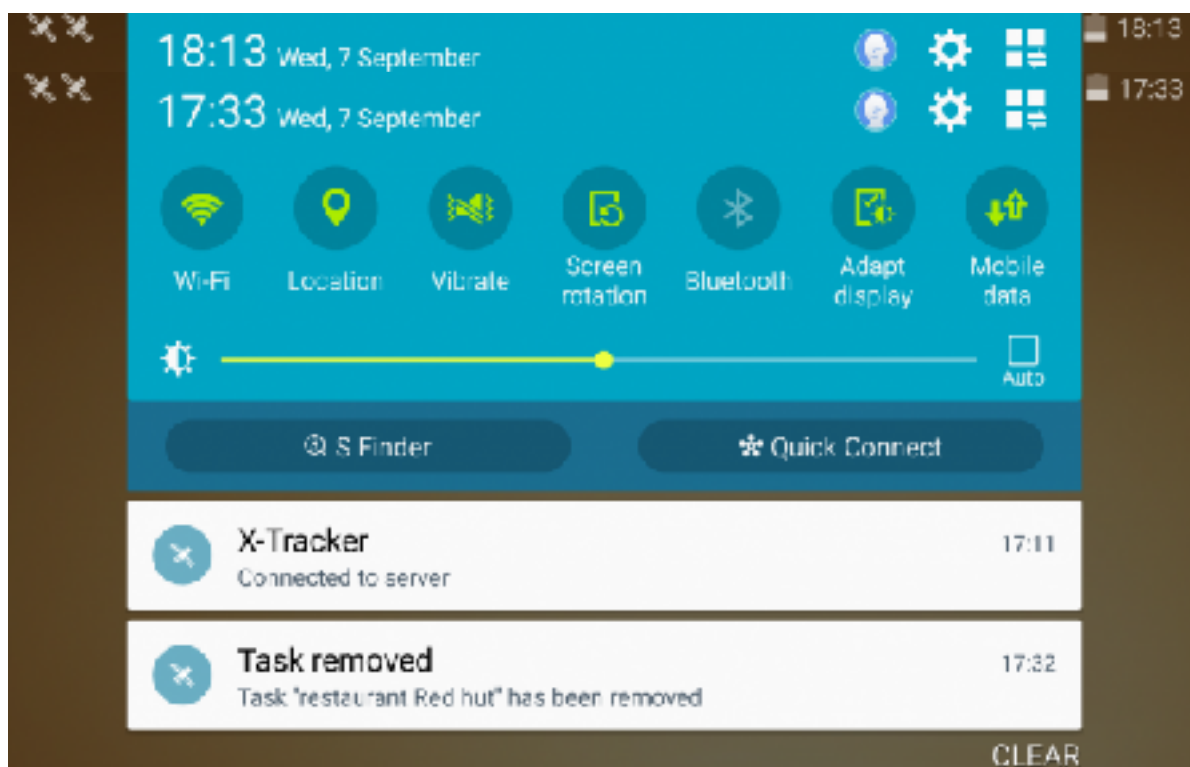 18:13
18:13 Wed, 7 September
17:33
17:33 Wed, 7 September
Wi-Fi
Location
Vibrate
Screen
rotation
Bluetooth
Adapt
display
Mobile
data
Auto
S Finder
Quick Connect
X-Tracker
17:11
Connected to server
Task removed
17:32
Task "restaurant Red hut" has been removed
CLEAR